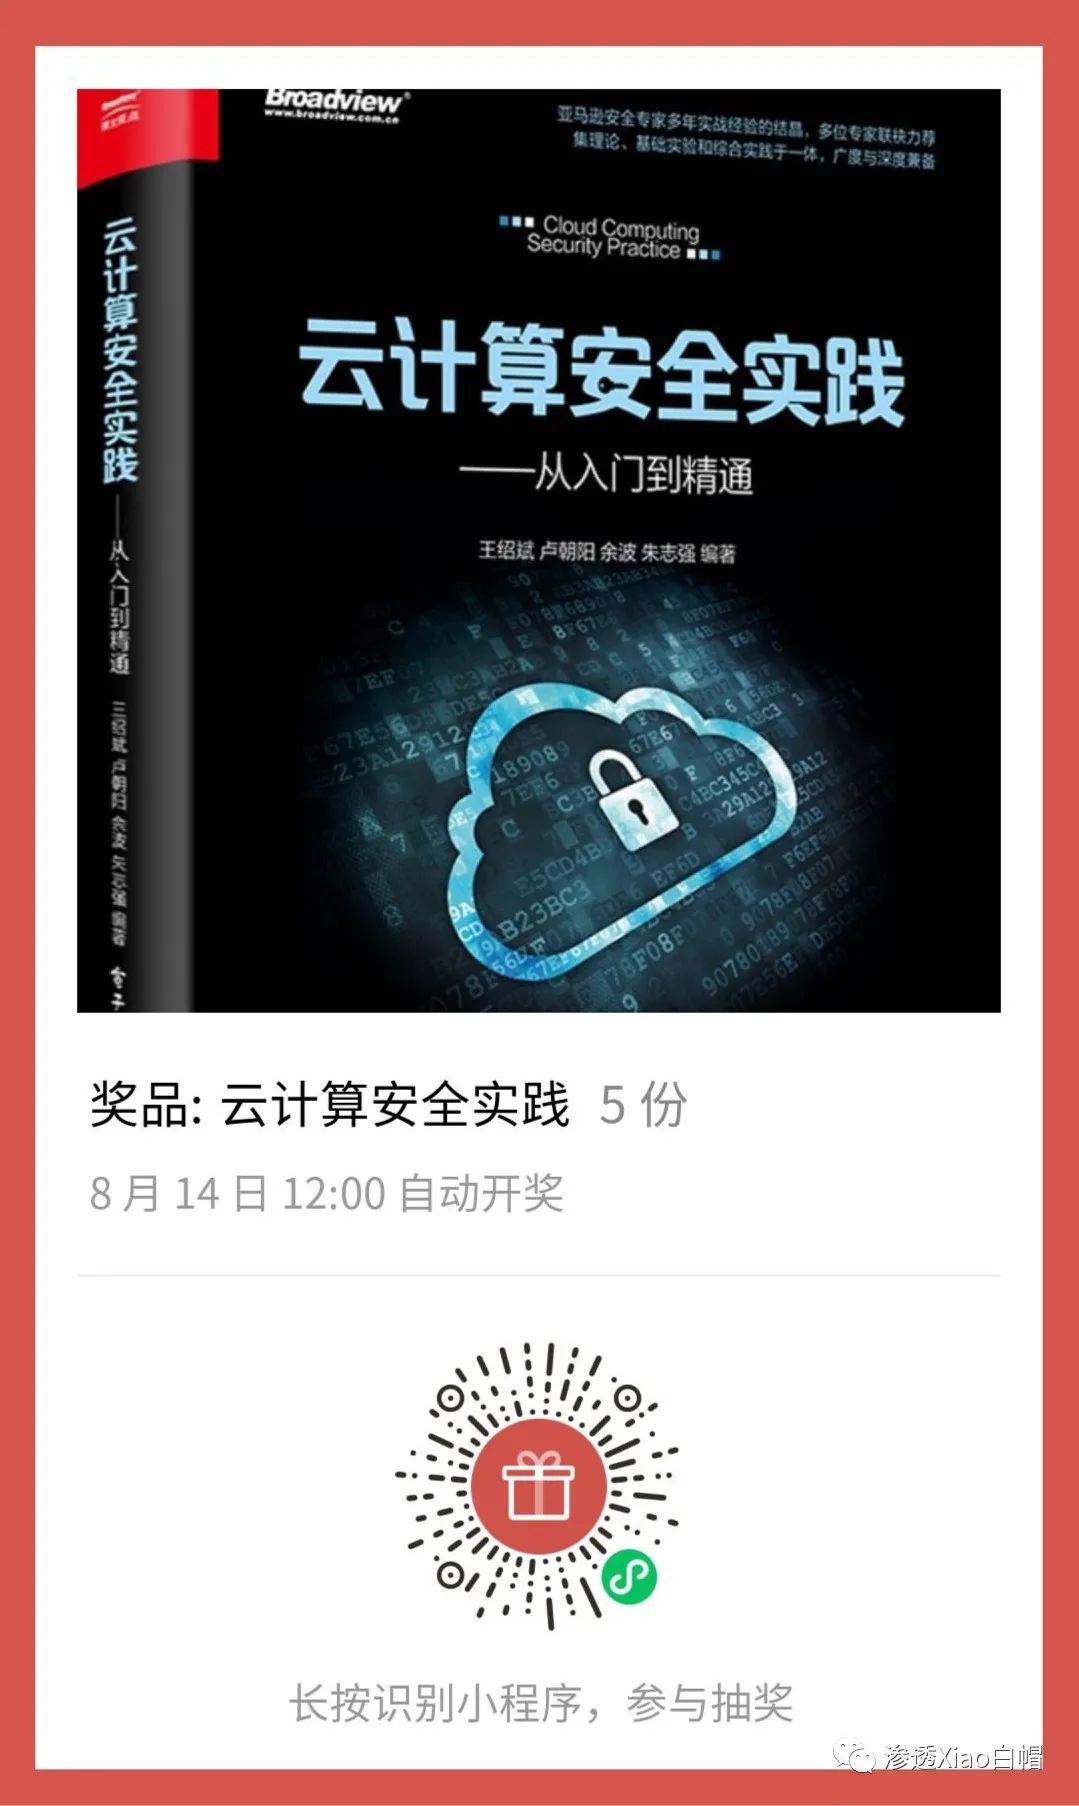 Broadview®
www.broadview.com.cn
亚马逊安全专家多年实战经验的结晶，多位专家联袂力荐
集理论、基础实验和综合实践于一体，广度与深度兼备
Cloud Computing
Security Practice
云计算安全实践
——从入门到精通
王绍斌 卢朝阳 余波 朱志强 编著
云计算安全实践——从入门到精通
王绍斌 卢朝阳 余波 朱志强 编著
奖品: 云计算安全实践 5 份
8 月 14 日 12:00 自动开奖
长按识别小程序，参与抽奖
渗透Xiao白帽